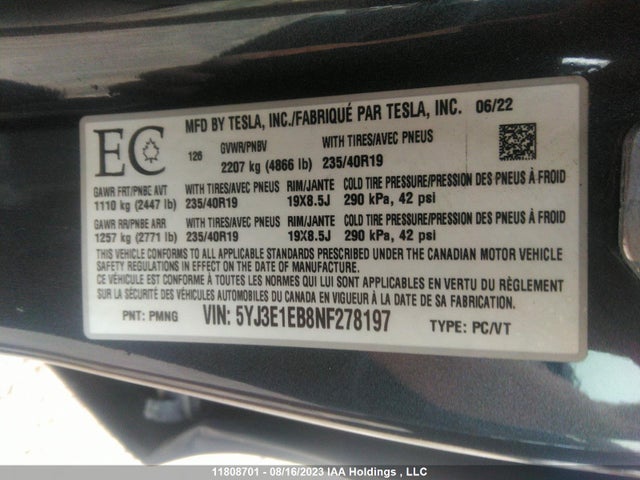 MFD BY TESLA, INC./FABRIQUÉ PAR TESLA, INC. 06/22
EC 126 GVWR/PNBV WITH TIRES/AVEC PNEUS
2207 kg (4866 lb) 235/40R19
GAWR FRT/PNBE AVT WITH TIRES/AVEC PNEUS RIM/JANTE COLD TIRE PRESSURE/PRESSION DES PNEUS À FROID
1110 kg (2447 lb) 235/40R19 19X8.5J 290 kPa, 42 psi
GAWR RR/PNBE ARR WITH TIRES/AVEC PNEUS RIM/JANTE COLD TIRE PRESSURE/PRESSION DES PNEUS À FROID
1257 kg (2771 lb) 235/40R19 19X8.5J 290 kPa, 42 psi
THIS VEHICLE CONFORMS TO ALL APPLICABLE STANDARDS PRESCRIBED UNDER THE CANADIAN MOTOR VEHICLE
SAFETY REGULATIONS IN EFFECT ON THE DATE OF MANUFACTURE.
CE VÉHICULE EST CONFORME À TOUTES LES NORMES QUI LUI SONT APPLICABLES EN VERTU DU RÈGLEMENT
SUR LA SÉCURITÉ DES VÉHICULES AUTOMOBILES DU CANADA EN VIGUEUR À LA DATE DE SA FABRICATION.
PNT: PMNG VIN: 5YJ3E1EB8NF278197 TYPE: PC/VT
11808701 - 08/16/2023 IAA Holdings , LLC